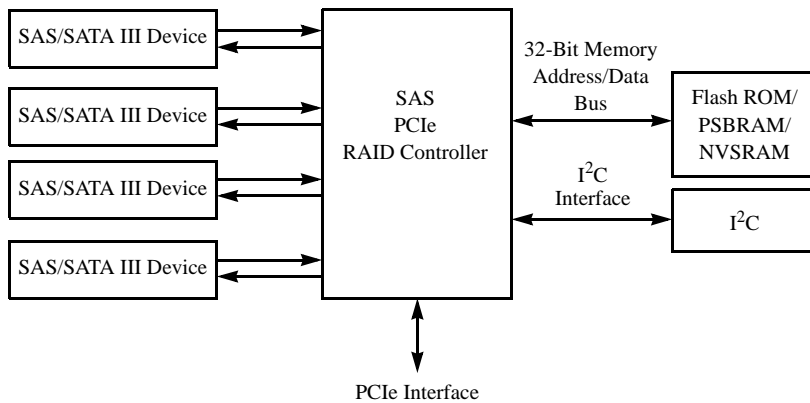 SAS/SATA III Device
SAS/SATA III Device
SAS/SATA III Device
SAS/SATA III Device
SAS
PCIe
RAID Controller
32-Bit Memory
Address/Data
Bus
Flash ROM/
PSBRAM/
NVSRAM
I²C
Interface
I²C
PCIe Interface